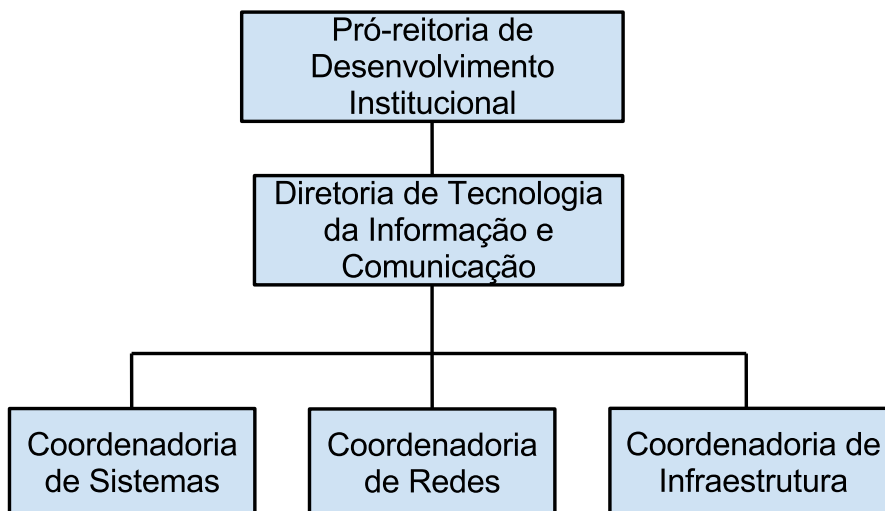 Pró-reitoria de
Desenvolvimento
Institucional
Diretoria de Tecnologia
da Informação e
Comunicação
Coordenadoria
de Sistemas
Coordenadoria
de Redes
Coordenadoria de
Infraestrutura